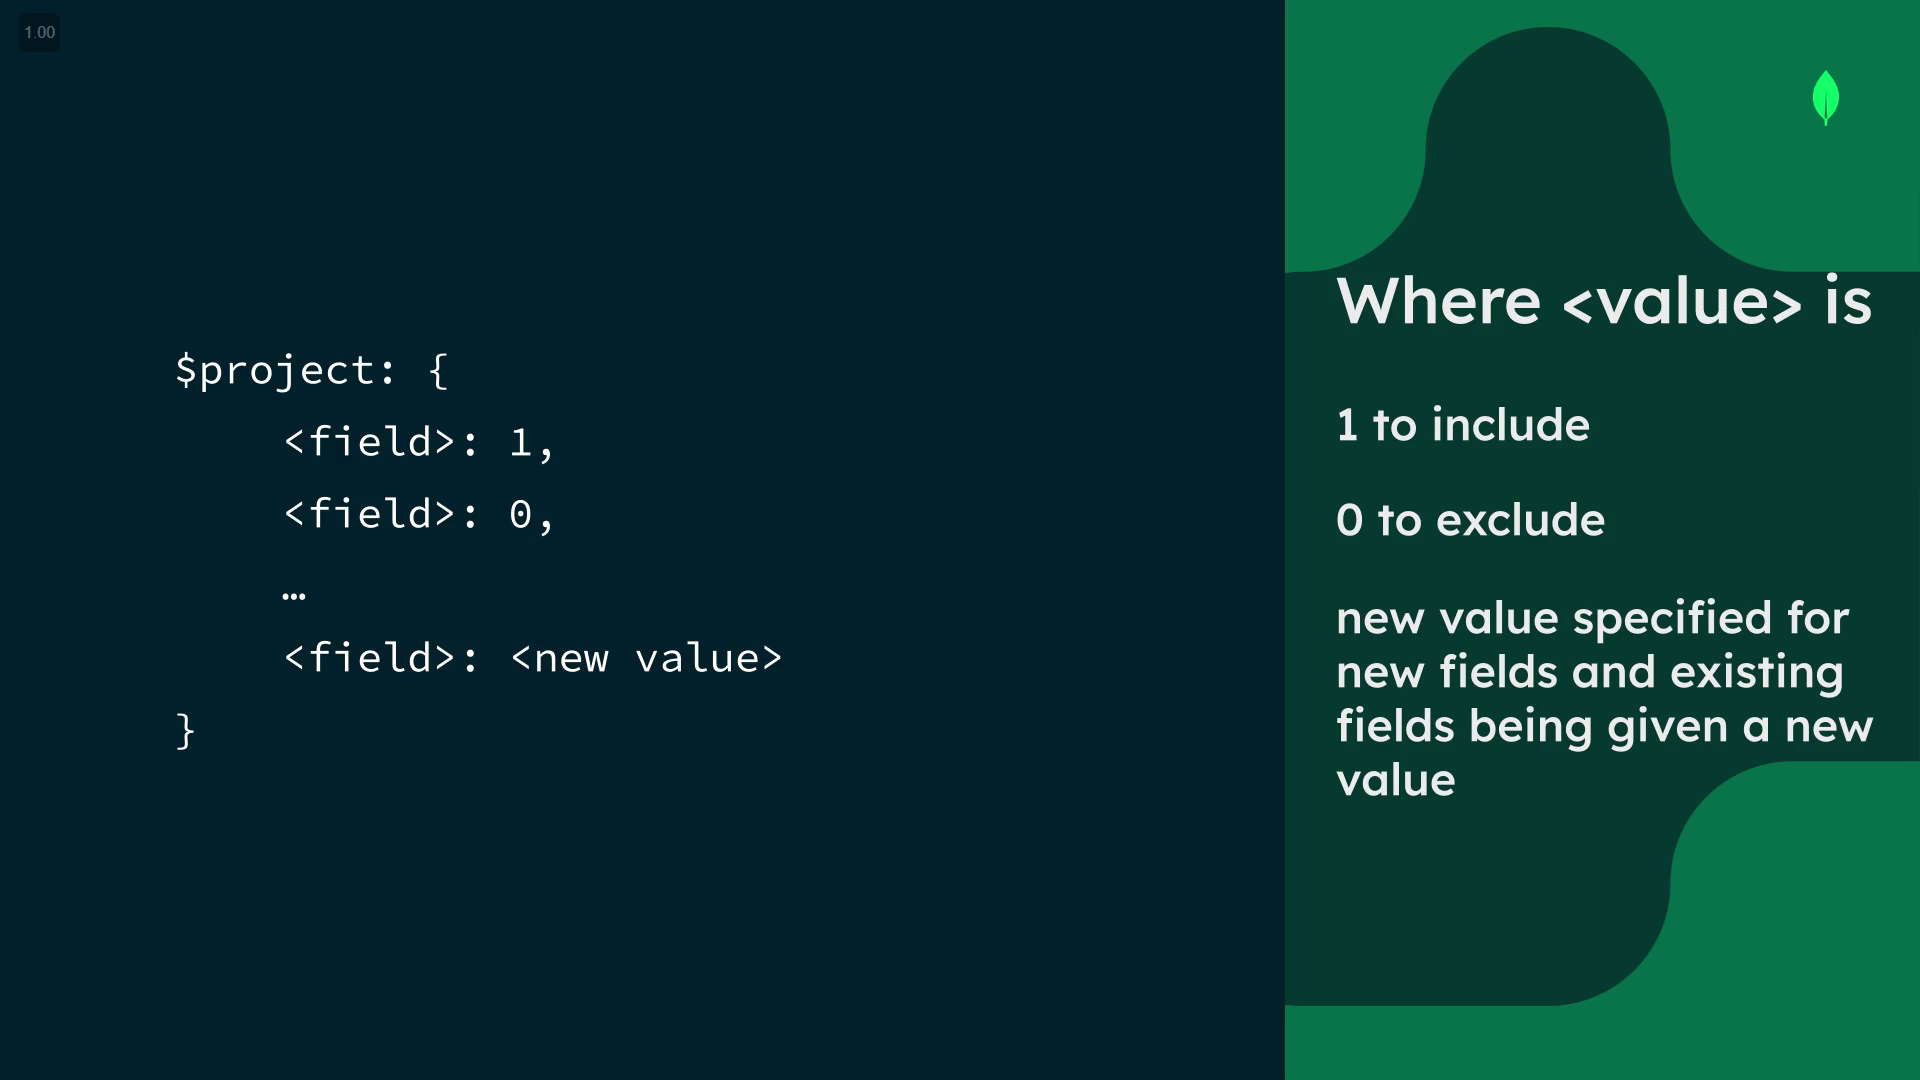 1.00
$project: {
<field>: 1,
<field>: 0,
…
<field>: <new value>
}
Where <value> is
1 to include
0 to exclude
new value specified for
new fields and existing
fields being given a new
value